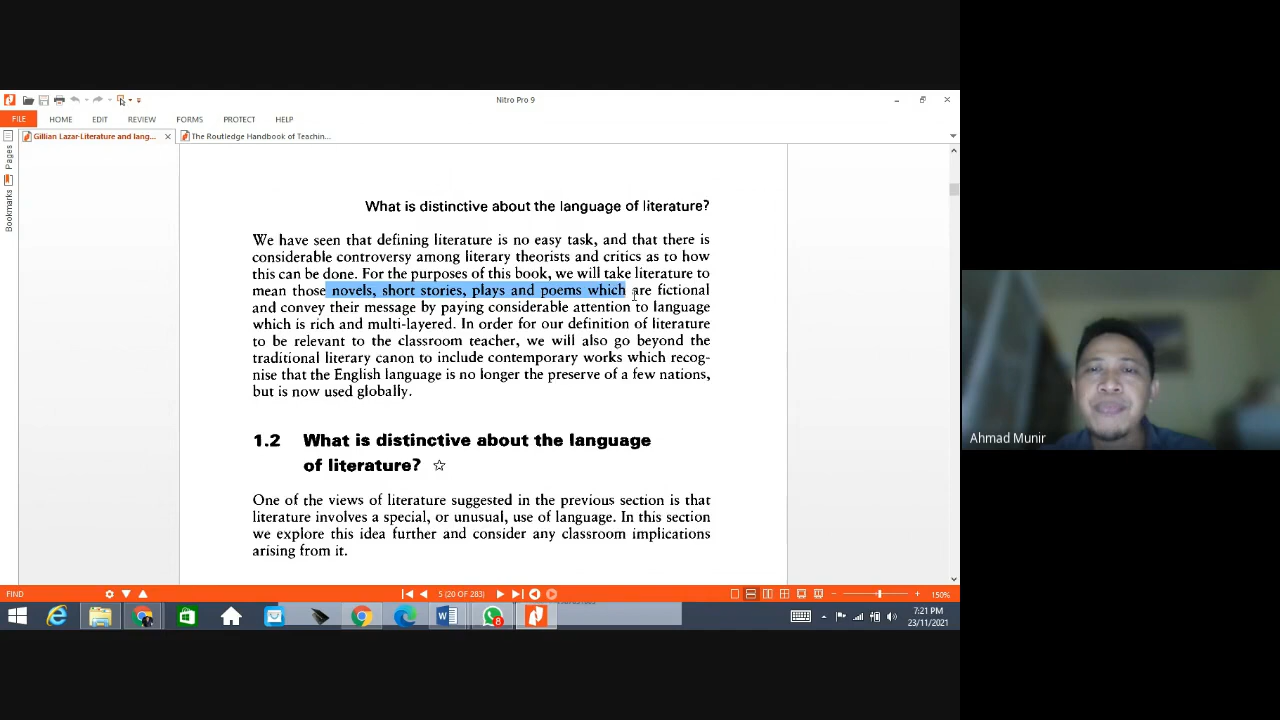 Nitro Pro 9
FILE HOME EDIT REVIEW FORMS PROTECT HELP
Gillian Lazar-Literature and lang...
The Routledge Handbook of Teachin...
Pages
Bookmarks
What is distinctive about the language of literature?
We have seen that defining literature is no easy task, and that there is
considerable controversy among literary theorists and critics as to how
this can be done. For the purposes of this book, we will take literature to
mean those novels, short stories, plays and poems which are fictional
and convey their message by paying considerable attention to language
which is rich and multi-layered. In order for our definition of literature
to be relevant to the classroom teacher, we will also go beyond the
traditional literary canon to include contemporary works which recog-
nise that the English language is no longer the preserve of a few nations,
but is now used globally.
1.2 What is distinctive about the language
of literature? ☆
One of the views of literature suggested in the previous section is that
literature involves a special, or unusual, use of language. In this section
we explore this idea further and consider any classroom implications
arising from it.
Ahmad Munir
FIND
5 (20 OF 283)
150%
8
7:21 PM
23/11/2021